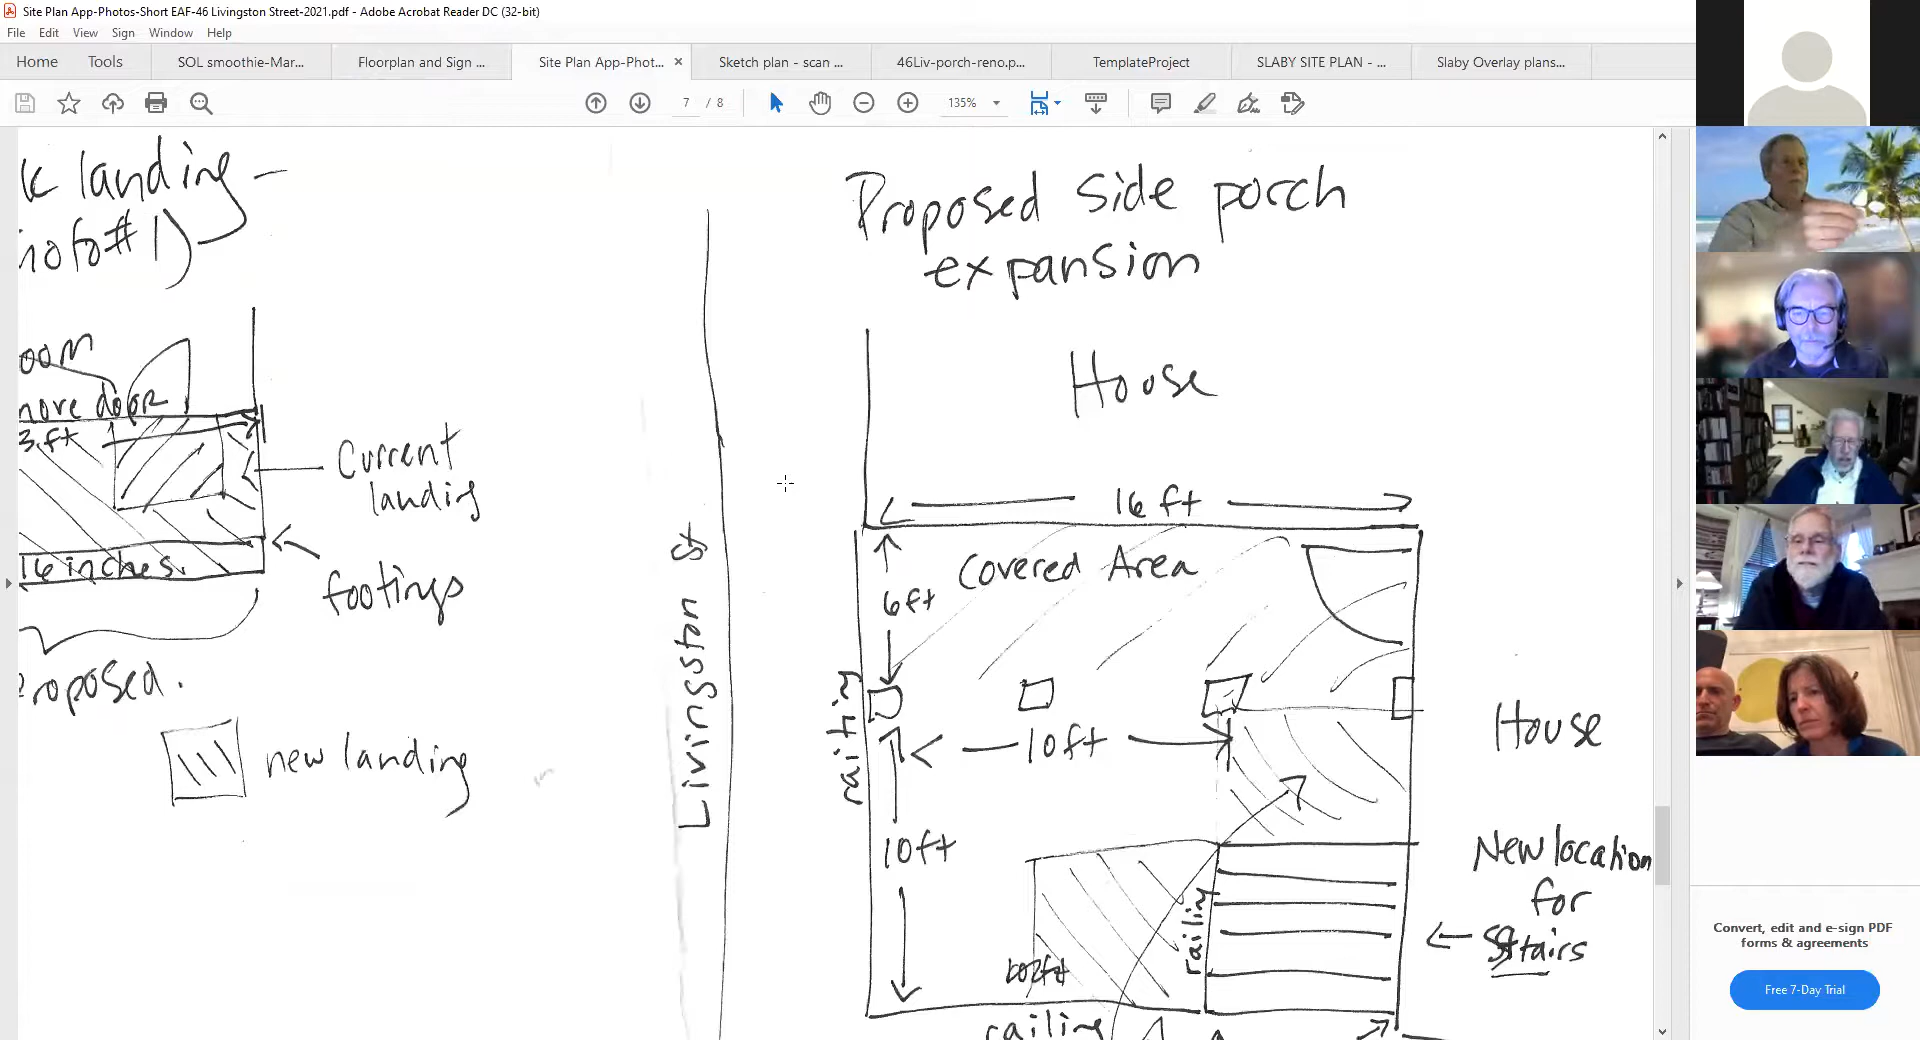 Site Plan App-Photos-Short EAF-46 Livingston Street-2021.pdf - Adobe Acrobat Reader DC (32-bit)
File Edit View Sign Window Help
Home Tools SOL smoothie-Mar... Floorplan and Sign ... Site Plan App-Phot... × Sketch plan - scan ... 46Liv-porch-reno.p... TemplateProject SLABY SITE PLAN - ... Slaby Overlay plans...
7 / 8 135%
k landing -
hoto#1)
oom
move door
3.ft
Current
landing
16 inches.
footings
Proposed.
new landing
Livingston St
Proposed side porch
expansion
House
16 ft
Covered Area
6ft
railing
10ft
House
10ft
New location
for
stairs
railing
railing
Convert, edit and e-sign PDF
forms & agreements
Free 7-Day Trial